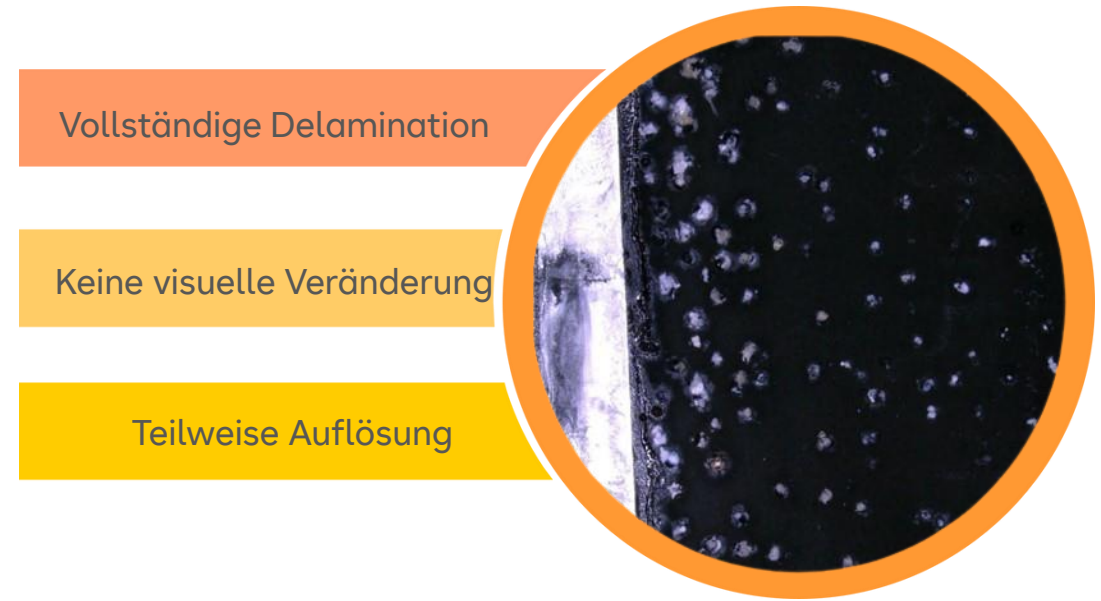 Vollständige Delamination
Keine visuelle Veränderung
Teilweise Auflösung